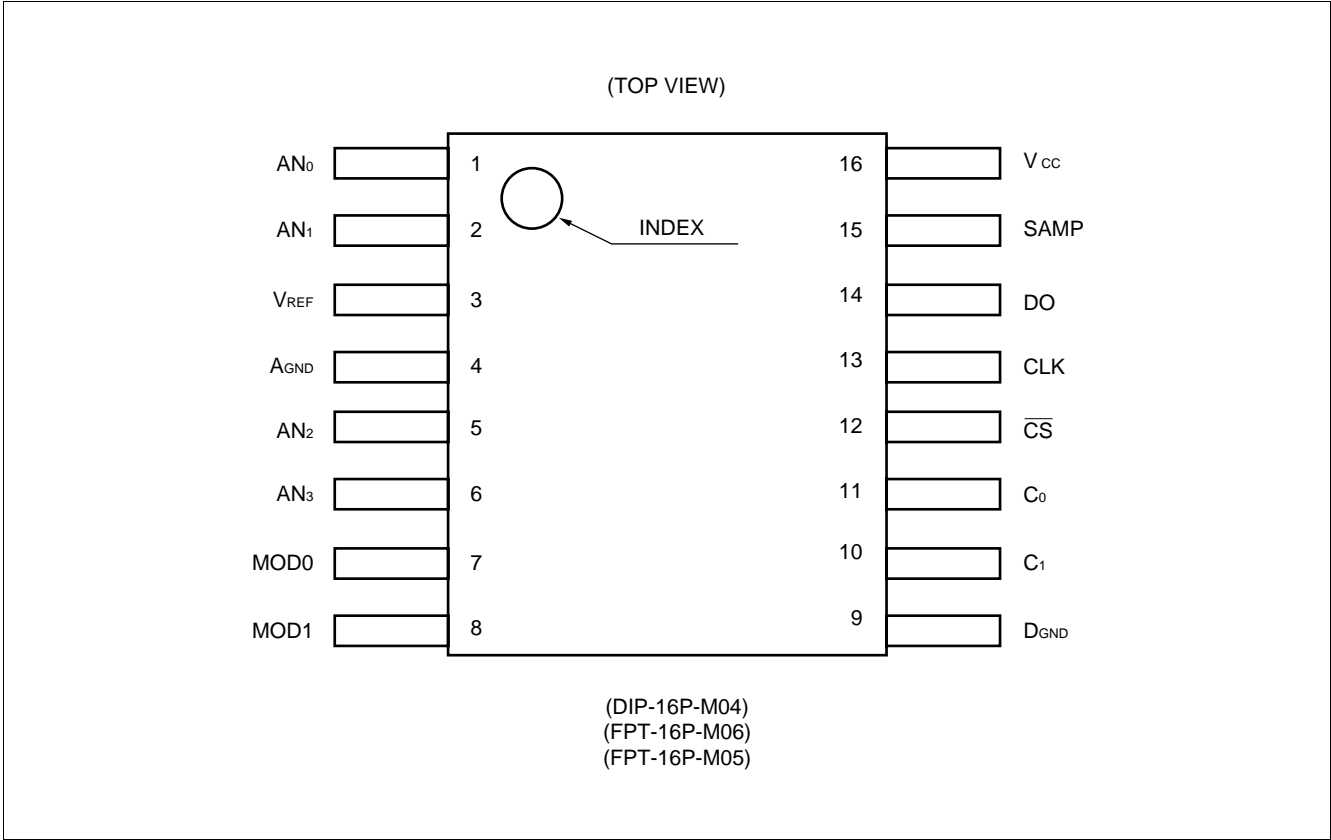 (TOP VIEW)
AN0 1 16 VCC
AN1 2 INDEX 15 SAMP
VREF 3 14 DO
AGND 4 13 CLK
AN2 5 12 C̅S̅
AN3 6 11 C0
MOD0 7 10 C1
MOD1 8 9 DGND
(DIP-16P-M04)
(FPT-16P-M06)
(FPT-16P-M05)